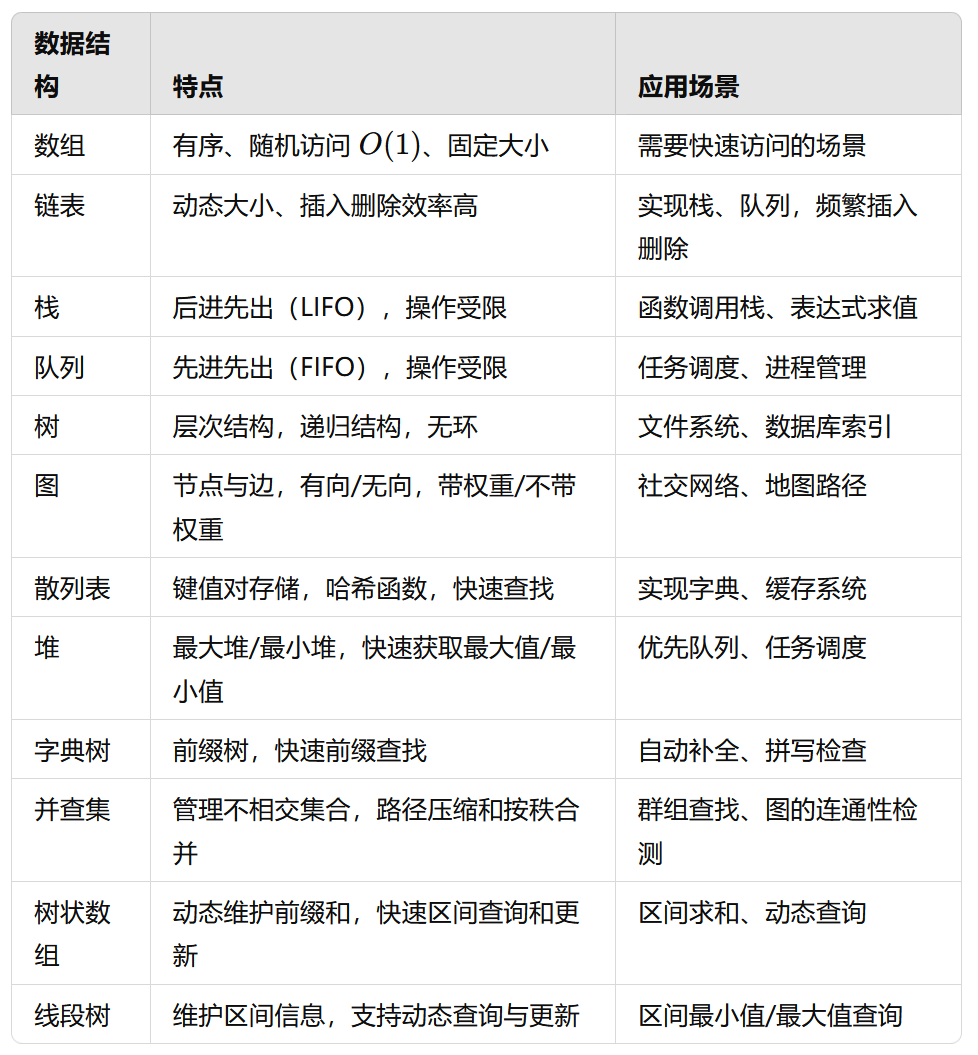 数据结
构
特点
应用场景
数组
有序、随机访问 O(1)、固定大小
需要快速访问的场景
链表
动态大小、插入删除效率高
实现栈、队列，频繁插入
删除
栈
后进先出（LIFO），操作受限
函数调用栈、表达式求值
队列
先进先出（FIFO），操作受限
任务调度、进程管理
树
层次结构，递归结构，无环
文件系统、数据库索引
图
节点与边，有向/无向，带权重/不带
权重
社交网络、地图路径
散列表
键值对存储，哈希函数，快速查找
实现字典、缓存系统
堆
最大堆/最小堆，快速获取最大值/最
小值
优先队列、任务调度
字典树
前缀树，快速前缀查找
自动补全、拼写检查
并查集
管理不相交集合，路径压缩和按秩合
并
群组查找、图的连通性检
测
树状数
组
动态维护前缀和，快速区间查询和更
新
区间求和、动态查询
线段树
维护区间信息，支持动态查询与更新
区间最小值/最大值查询